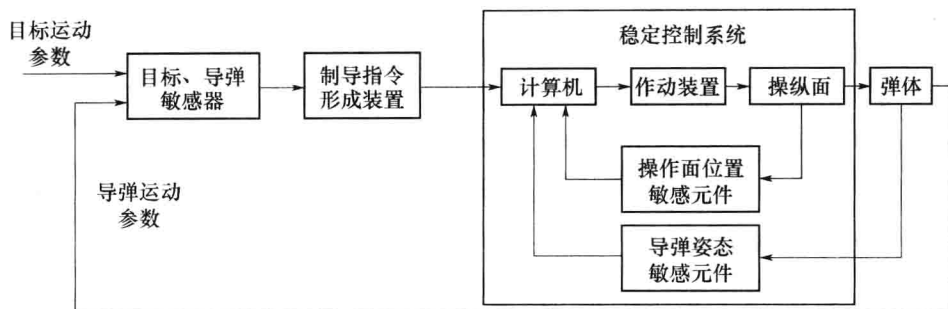 目标运动
参数
目标、导弹
敏感器
制导指令
形成装置
稳定控制系统
计算机
作动装置
操纵面
弹体
操作面位置
敏感元件
导弹运动
参数
导弹姿态
敏感元件